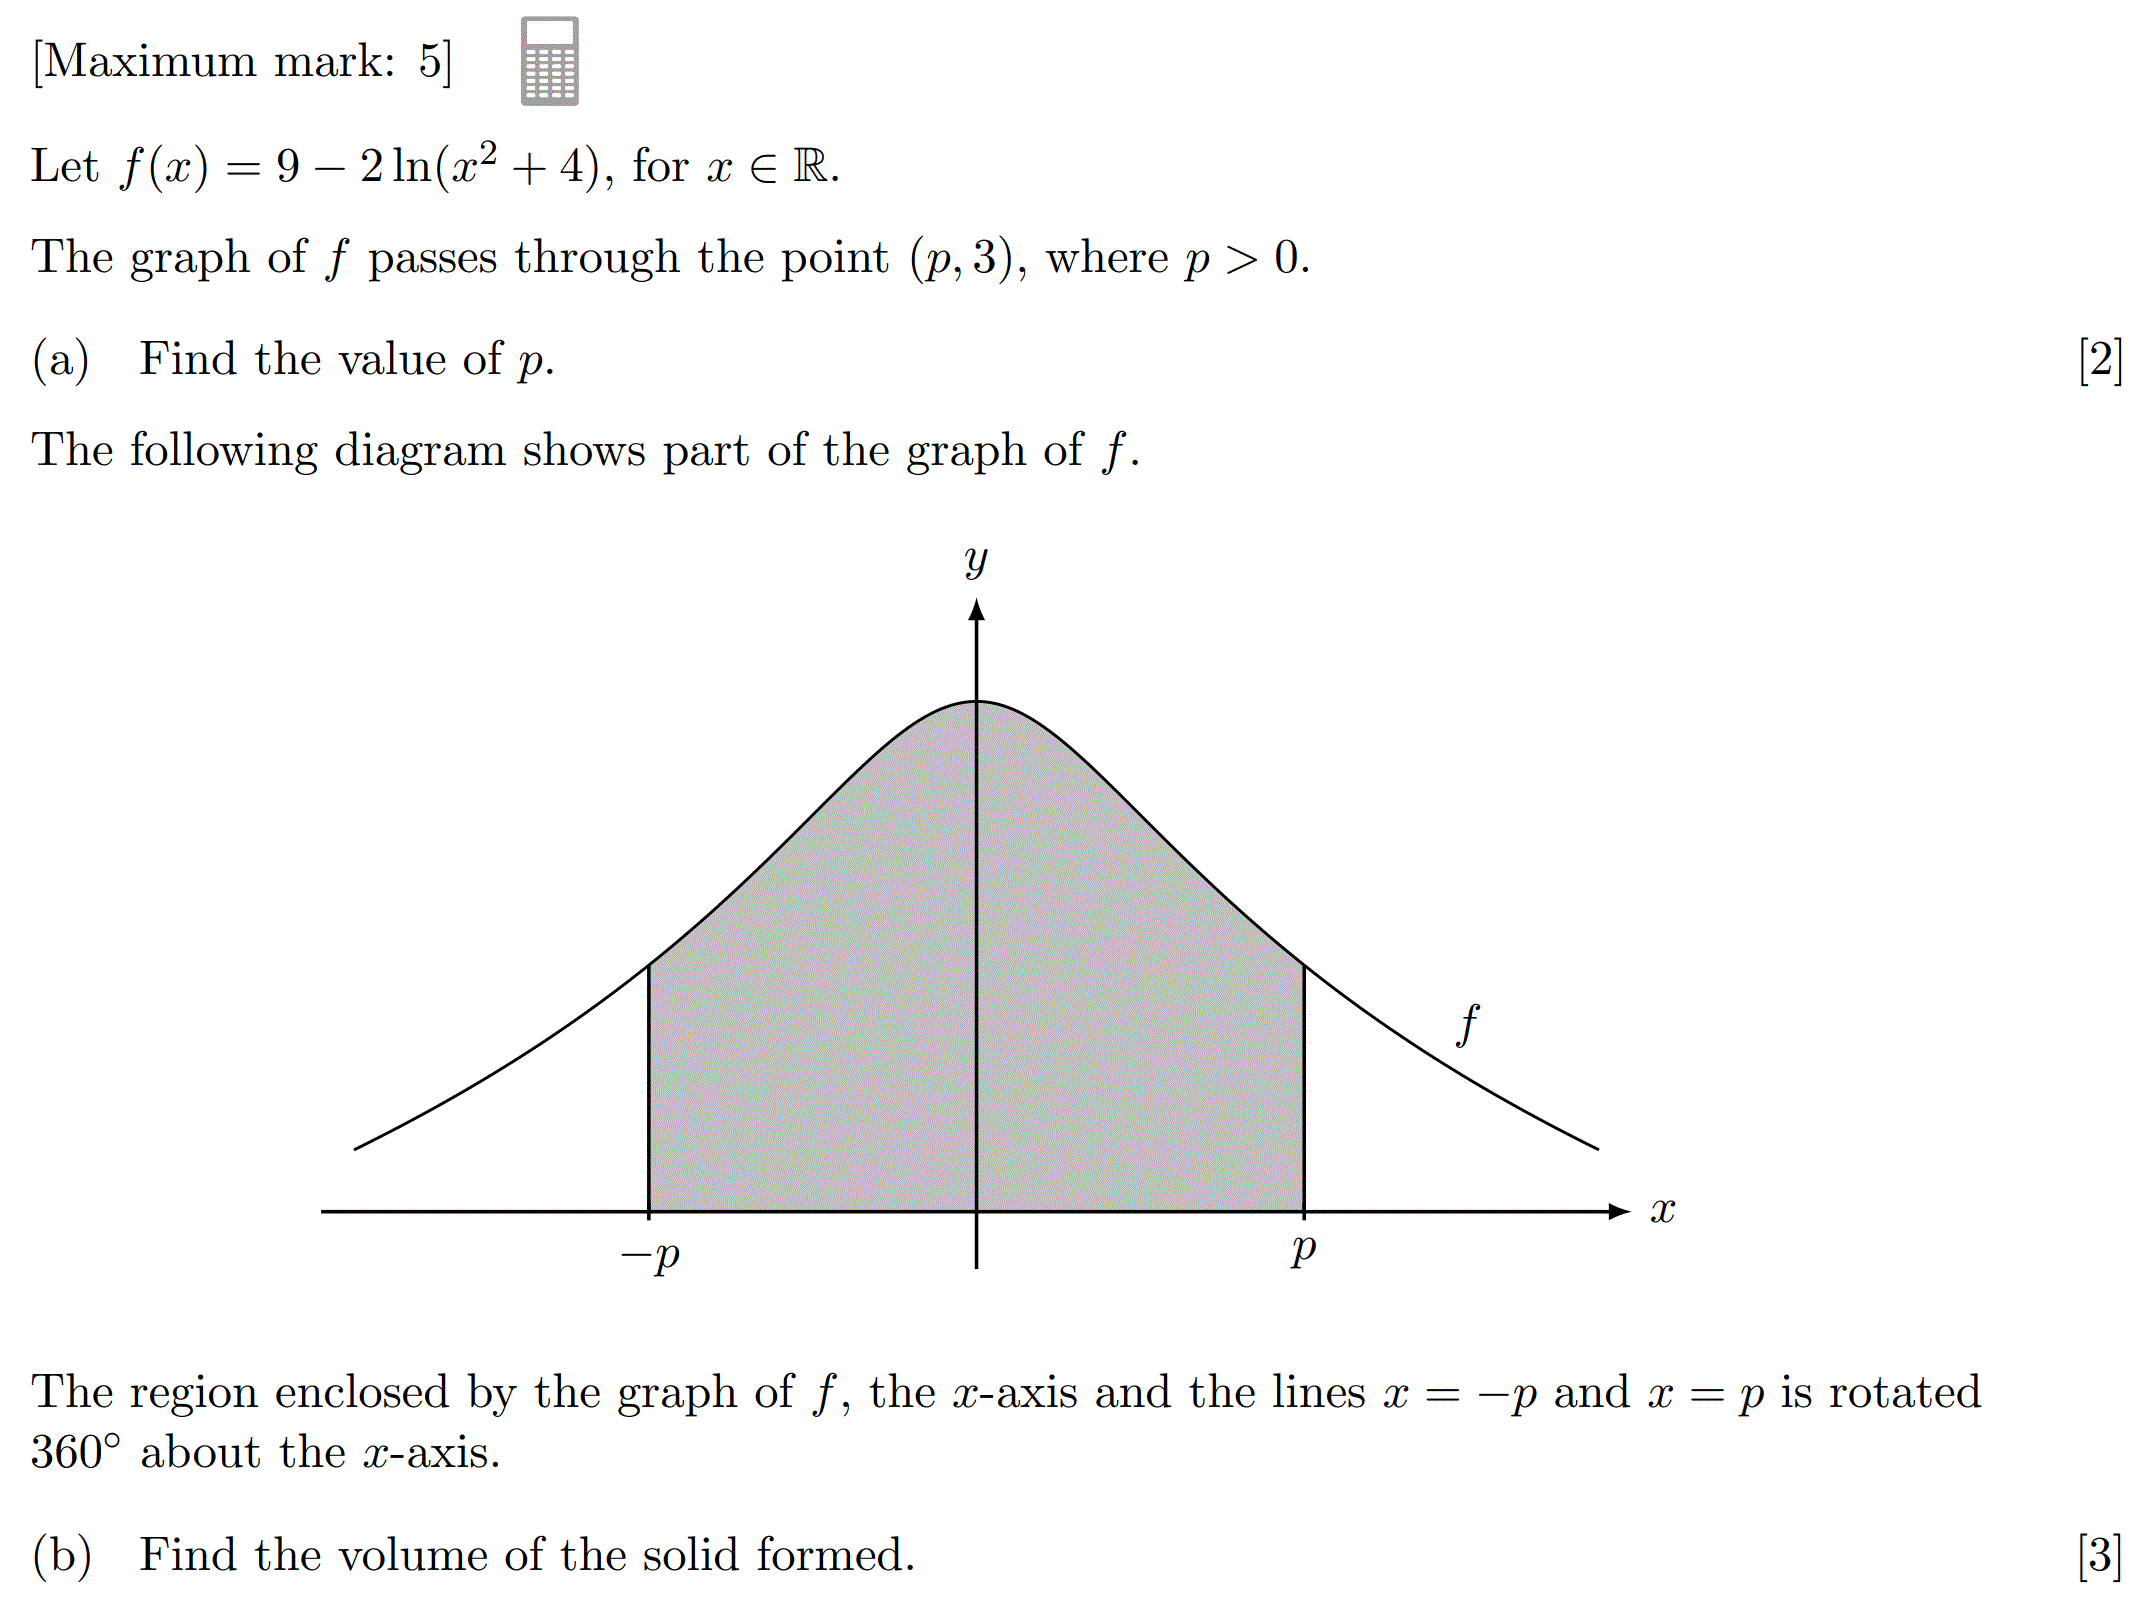 [Maximum mark: 5]
Let f(x) = 9 − 2 ln(x² + 4), for x ∈ ℝ.
The graph of f passes through the point (p, 3), where p > 0.
(a) Find the value of p. [2]
The following diagram shows part of the graph of f.
y
f
x
−p
p
The region enclosed by the graph of f, the x-axis and the lines x = −p and x = p is rotated
360° about the x-axis.
(b) Find the volume of the solid formed. [3]